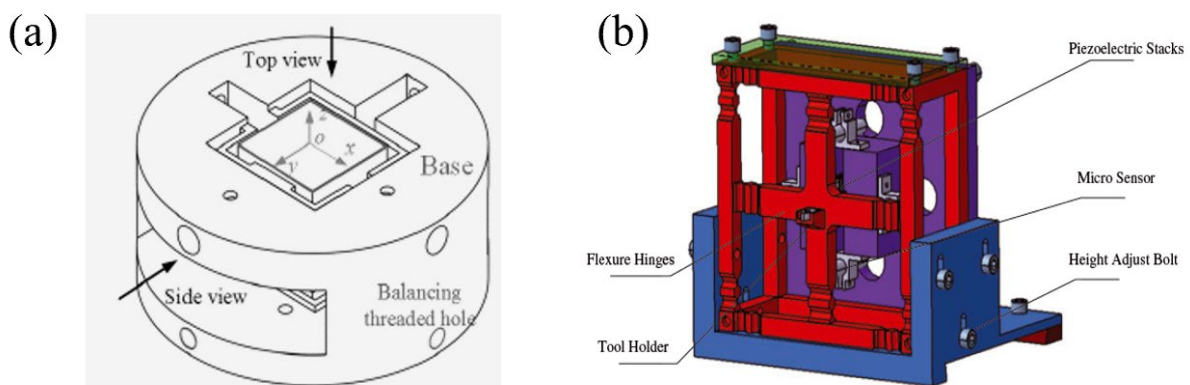 (a)
Top view
z
o
x
y
Base
Side view
Balancing
threaded hole
(b)
Piezoelectric Stacks
Micro Sensor
Flexure Hinges
Height Adjust Bolt
Tool Holder